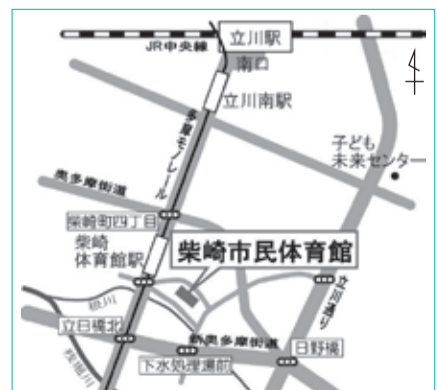 立川駅
JR中央線
南口
立川南駅
多摩モノレール
子ども
未来センター
奥多摩街道
柴崎町四丁目
柴崎
体育館駅
柴崎市民体育館
立川通り
根川
立日橋北
新奥多摩街道
日野橋
下水処理場前
残堀川